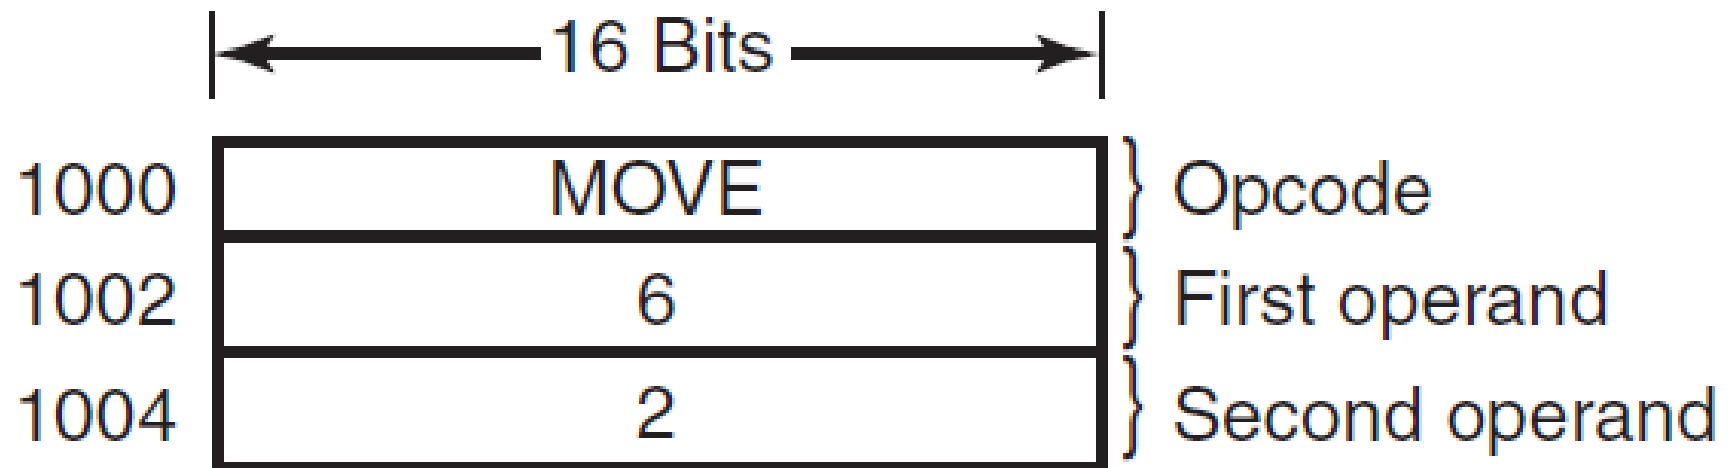 16 Bits
1000 MOVE } Opcode
1002 6 } First operand
1004 2 } Second operand